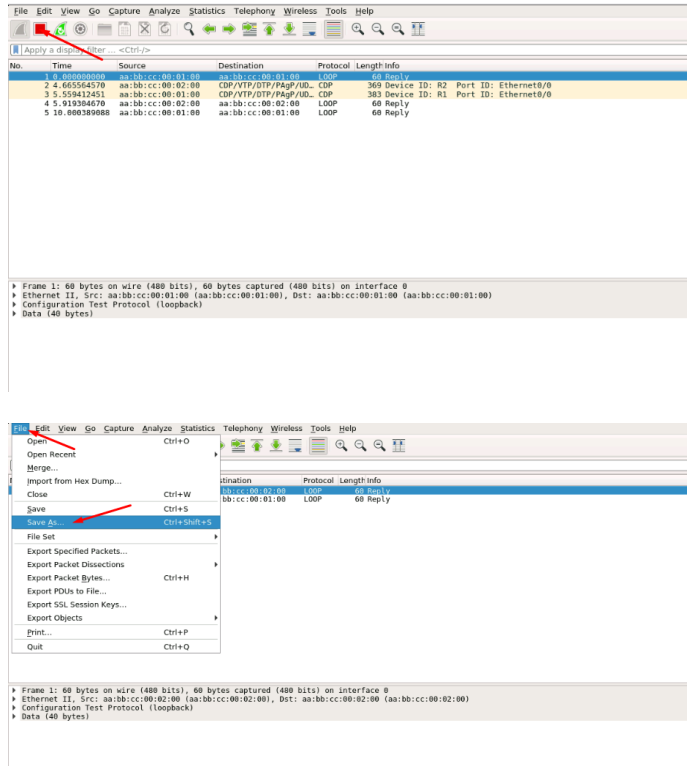 File Edit View Go Capture Analyze Statistics Telephony Wireless Tools Help
Apply a display filter ... <Ctrl-/>
No. Time Source Destination Protocol Length Info
1 0.000000000 aa:bb:cc:00:01:00 aa:bb:cc:00:01:00 LOOP 60 Reply
2 4.665564570 aa:bb:cc:00:02:00 CDP/VTP/DTP/PAgP/UD… CDP 369 Device ID: R2 Port ID: Ethernet0/0
3 5.559412451 aa:bb:cc:00:01:00 CDP/VTP/DTP/PAgP/UD… CDP 383 Device ID: R1 Port ID: Ethernet0/0
4 5.919304670 aa:bb:cc:00:02:00 aa:bb:cc:00:02:00 LOOP 60 Reply
5 10.000389088 aa:bb:cc:00:01:00 aa:bb:cc:00:01:00 LOOP 60 Reply
Frame 1: 60 bytes on wire (480 bits), 60 bytes captured (480 bits) on interface 0
Ethernet II, Src: aa:bb:cc:00:01:00 (aa:bb:cc:00:01:00), Dst: aa:bb:cc:00:01:00 (aa:bb:cc:00:01:00)
Configuration Test Protocol (loopback)
Data (40 bytes)
File Edit View Go Capture Analyze Statistics Telephony Wireless Tools Help
Open Ctrl+O
Open Recent
Merge...
Import from Hex Dump...
Close Ctrl+W
Save Ctrl+S
Save As... Ctrl+Shift+S
File Set
Export Specified Packets...
Export Packet Dissections
Export Packet Bytes... Ctrl+H
Export PDUs to File...
Export SSL Session Keys...
Export Objects
Print... Ctrl+P
Quit Ctrl+Q
stination Protocol Length Info
bb:cc:00:02:00 LOOP 60 Reply
bb:cc:00:01:00 LOOP 60 Reply
Frame 1: 60 bytes on wire (480 bits), 60 bytes captured (480 bits) on interface 0
Ethernet II, Src: aa:bb:cc:00:02:00 (aa:bb:cc:00:02:00), Dst: aa:bb:cc:00:02:00 (aa:bb:cc:00:02:00)
Configuration Test Protocol (loopback)
Data (40 bytes)